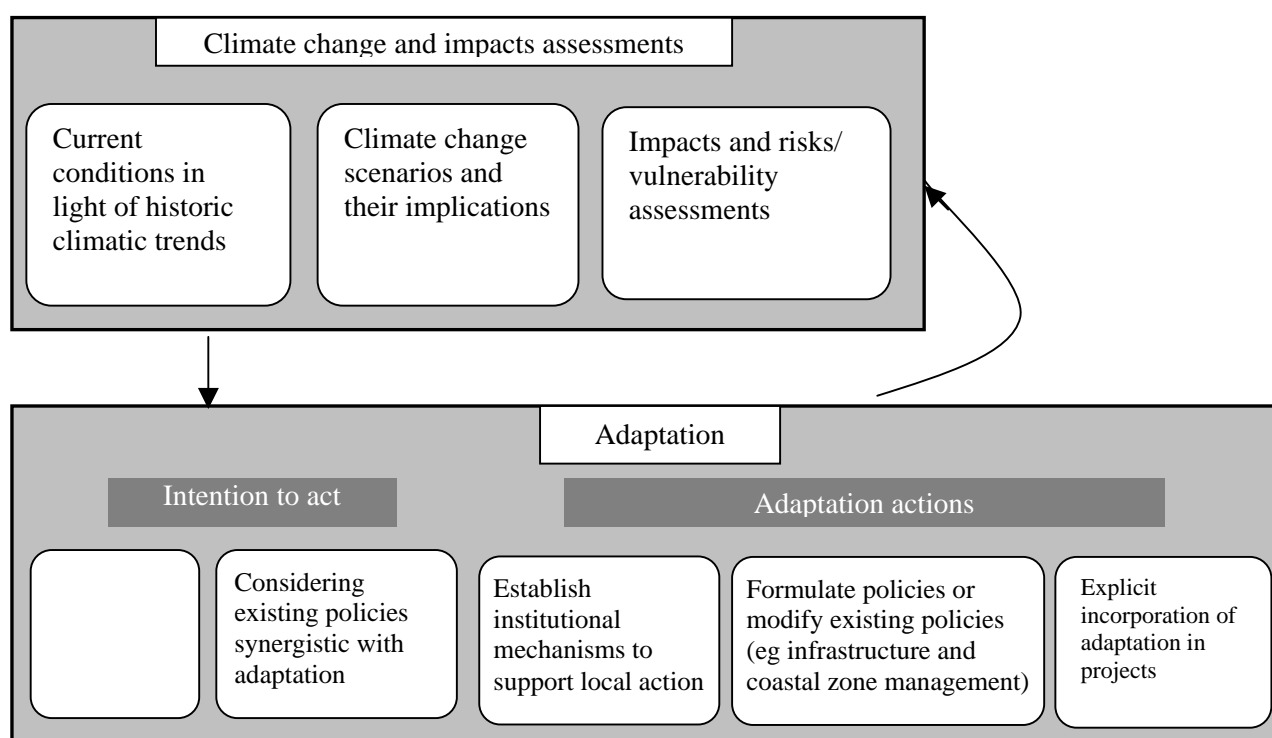 Climate change and impacts assessments
Current
conditions in
light of historic
climatic trends
Climate change
scenarios and
their implications
Impacts and risks/
vulnerability
assessments
Adaptation
Intention to act
Adaptation actions
Considering
existing policies
synergistic with
adaptation
Establish
institutional
mechanisms to
support local action
Formulate policies or
modify existing policies
(eg infrastructure and
coastal zone management)
Explicit
incorporation of
adaptation in
projects